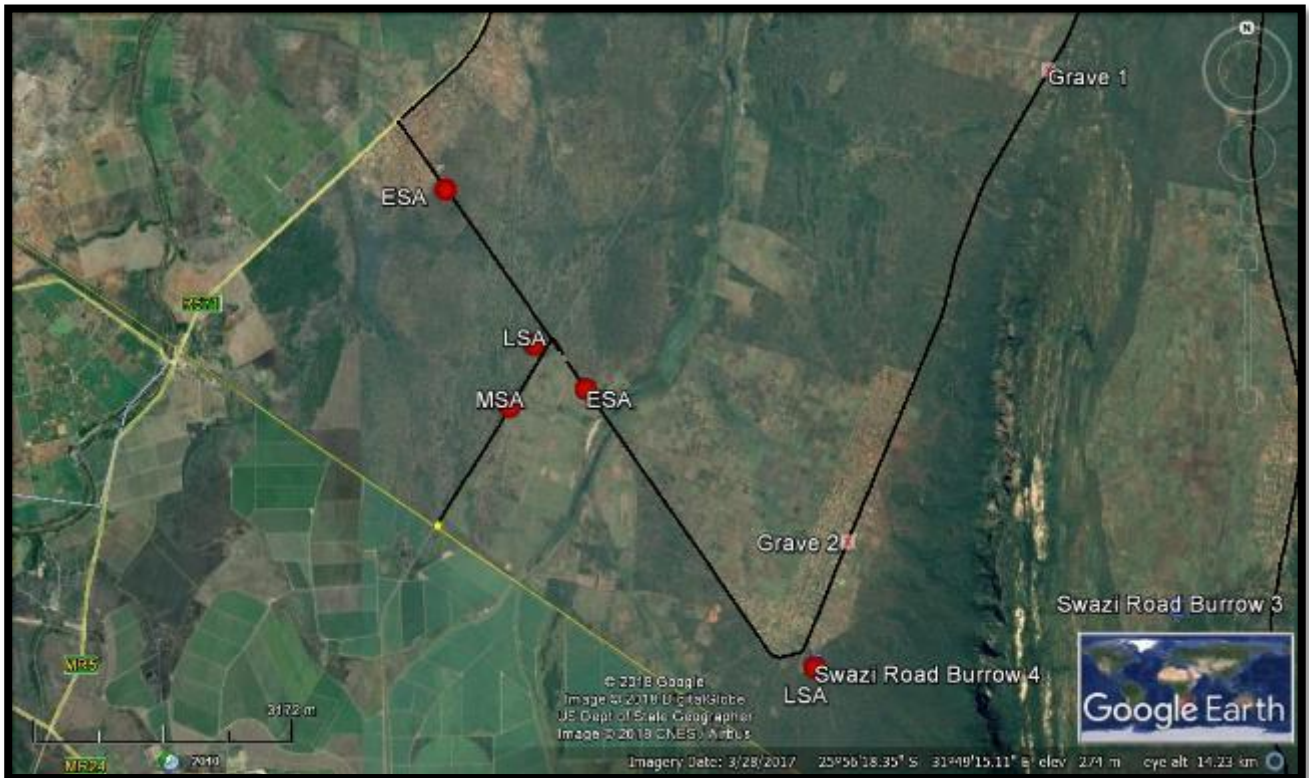 N
Grave 1
ESA
R571
LSA
MSA
ESA
Grave 2
Swazi Road Burrow 3
MR5
Swazi Road Burrow 4
LSA
© 2018 Google
Image © 2018 DigitalGlobe
US Dept of State Geographer
Image © 2018 CNES / Airbus
Google Earth
3172 m
MR24
2010
Imagery Date: 3/28/2017 25°56'18.35" S 31°49'15.11" E elev 274 m eye alt 14.23 km